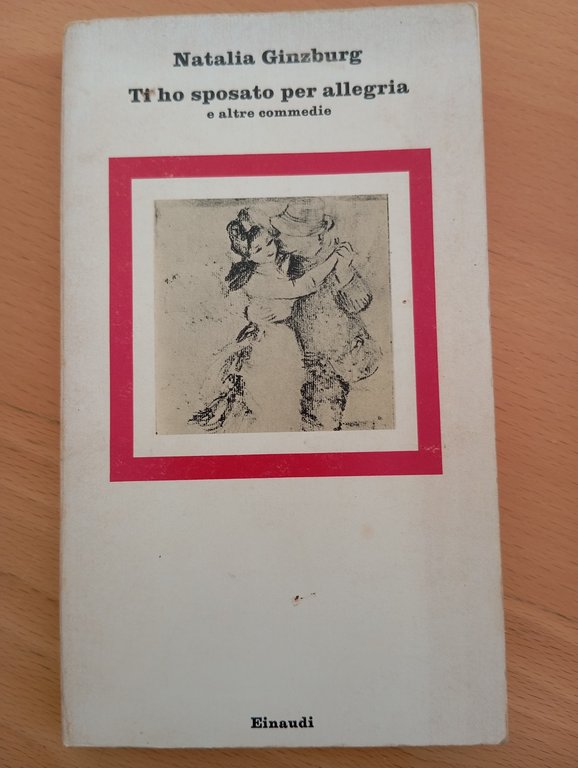 Natalia Ginzburg
Ti ho sposato per allegria
e altre commedie
Einaudi